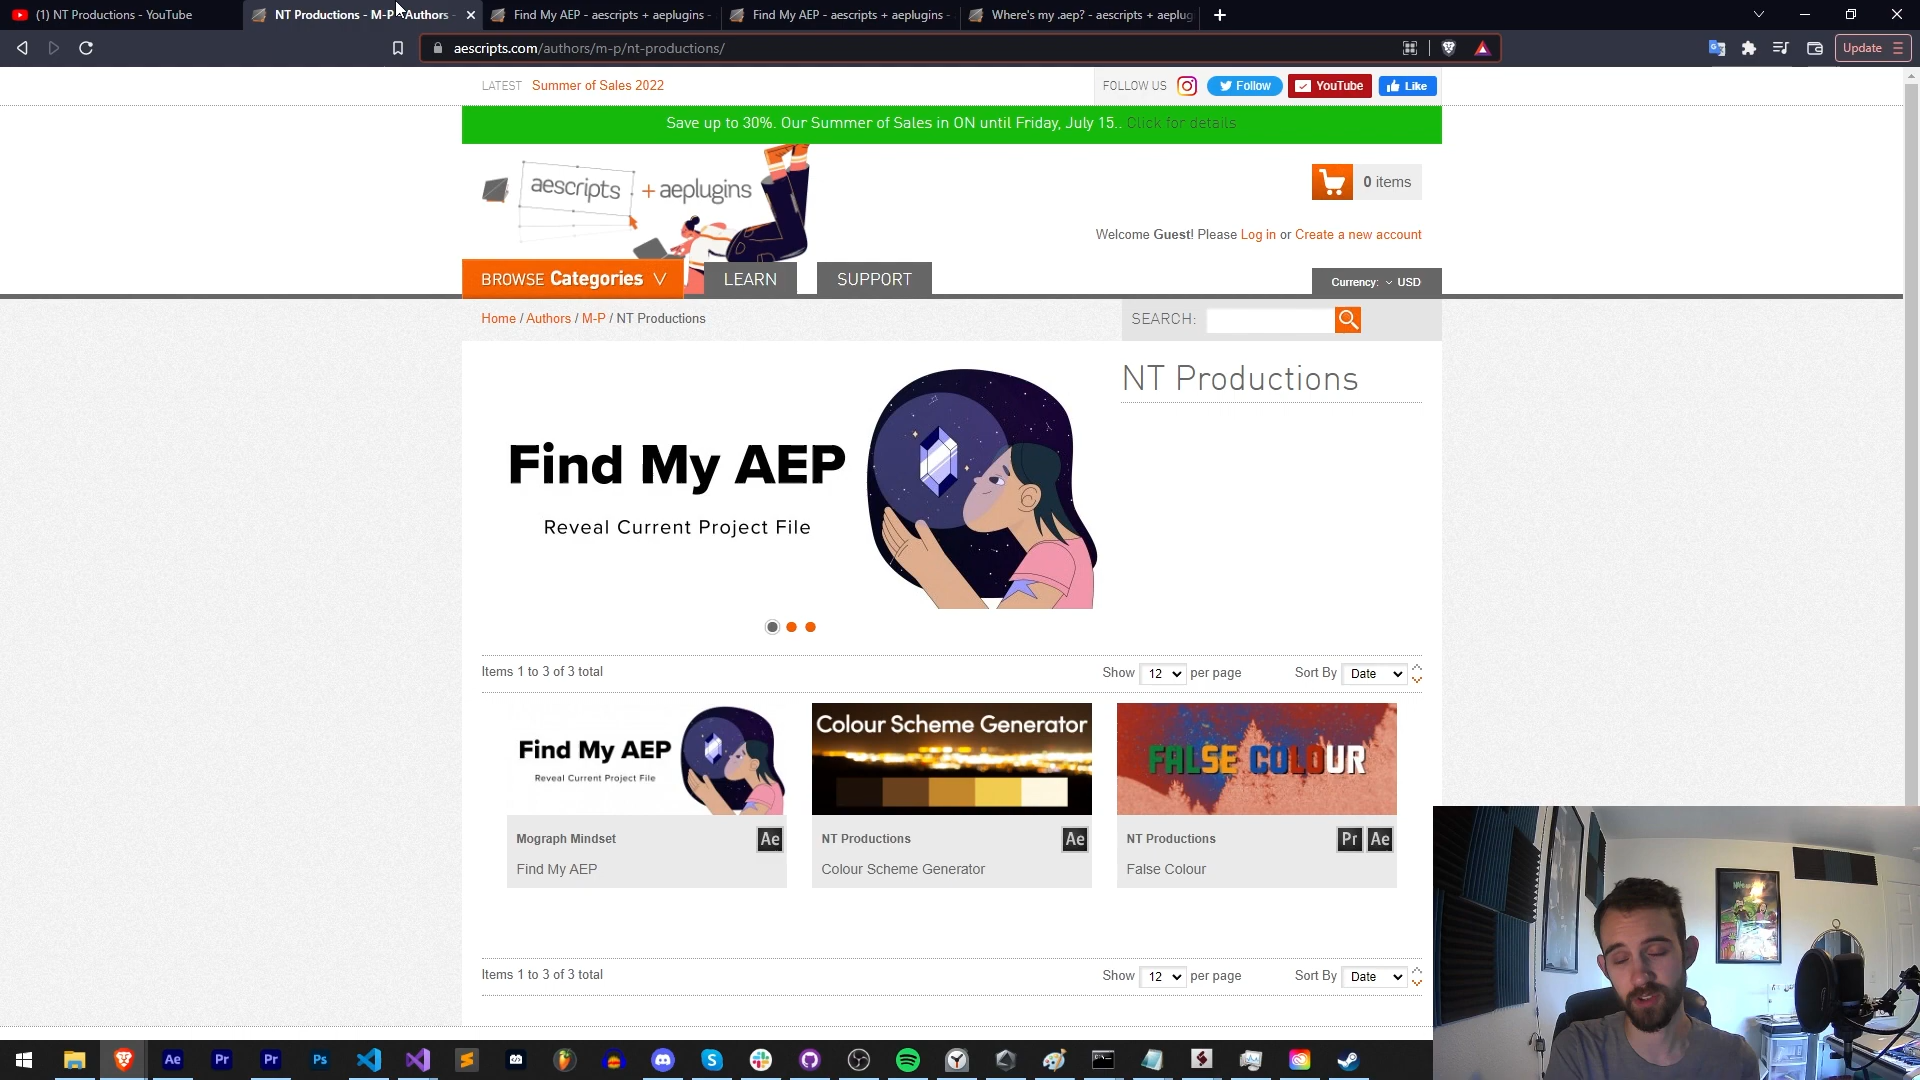 (1) NT Productions - YouTube
NT Productions - M-P - Authors -
Find My AEP - aescripts + aeplugins -
Find My AEP - aescripts + aeplugins -
Where's my .aep? - aescripts + aeplug
aescripts.com/authors/m-p/nt-productions/
Update
LATEST Summer of Sales 2022
FOLLOW US Follow YouTube Like
Save up to 30%. Our Summer of Sales in ON until Friday, July 15.. Click for details
aescripts + aeplugins
0 items
Welcome Guest! Please Log in or Create a new account
BROWSE Categories V LEARN SUPPORT
Currency: USD
Home / Authors / M-P / NT Productions
SEARCH:
NT Productions
Find My AEP
Reveal Current Project File
Items 1 to 3 of 3 total
Show 12 per page Sort By Date
Find My AEP
Reveal Current Project File
Colour Scheme Generator
FALSE COLOUR
Mograph Mindset Ae
Find My AEP
NT Productions Ae
Colour Scheme Generator
NT Productions Pr Ae
False Colour
Items 1 to 3 of 3 total
Show 12 per page Sort By Date
Ae Pr Pr Ps